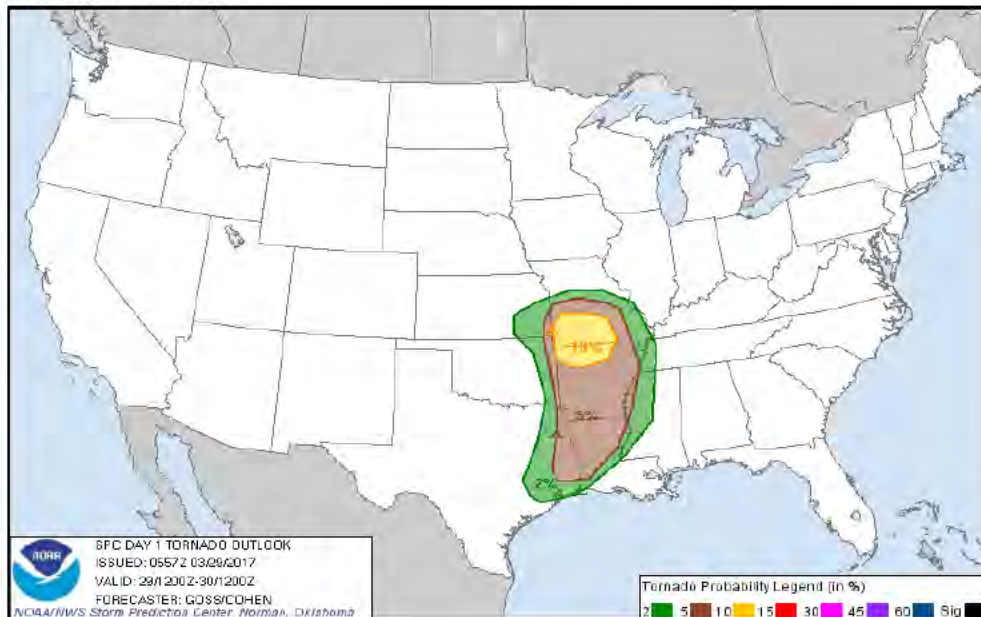 10%
5%
2%
NOAA
SPC DAY 1 TORNADO OUTLOOK
ISSUED: 0557Z 03/29/2017
VALID: 29/1200Z-30/1200Z
FORECASTER: GOSS/COHEN
NOAA/NWS Storm Prediction Center, Norman, Oklahoma
Tornado Probability Legend (in %)
2 5 10 15 30 45 60 Sig